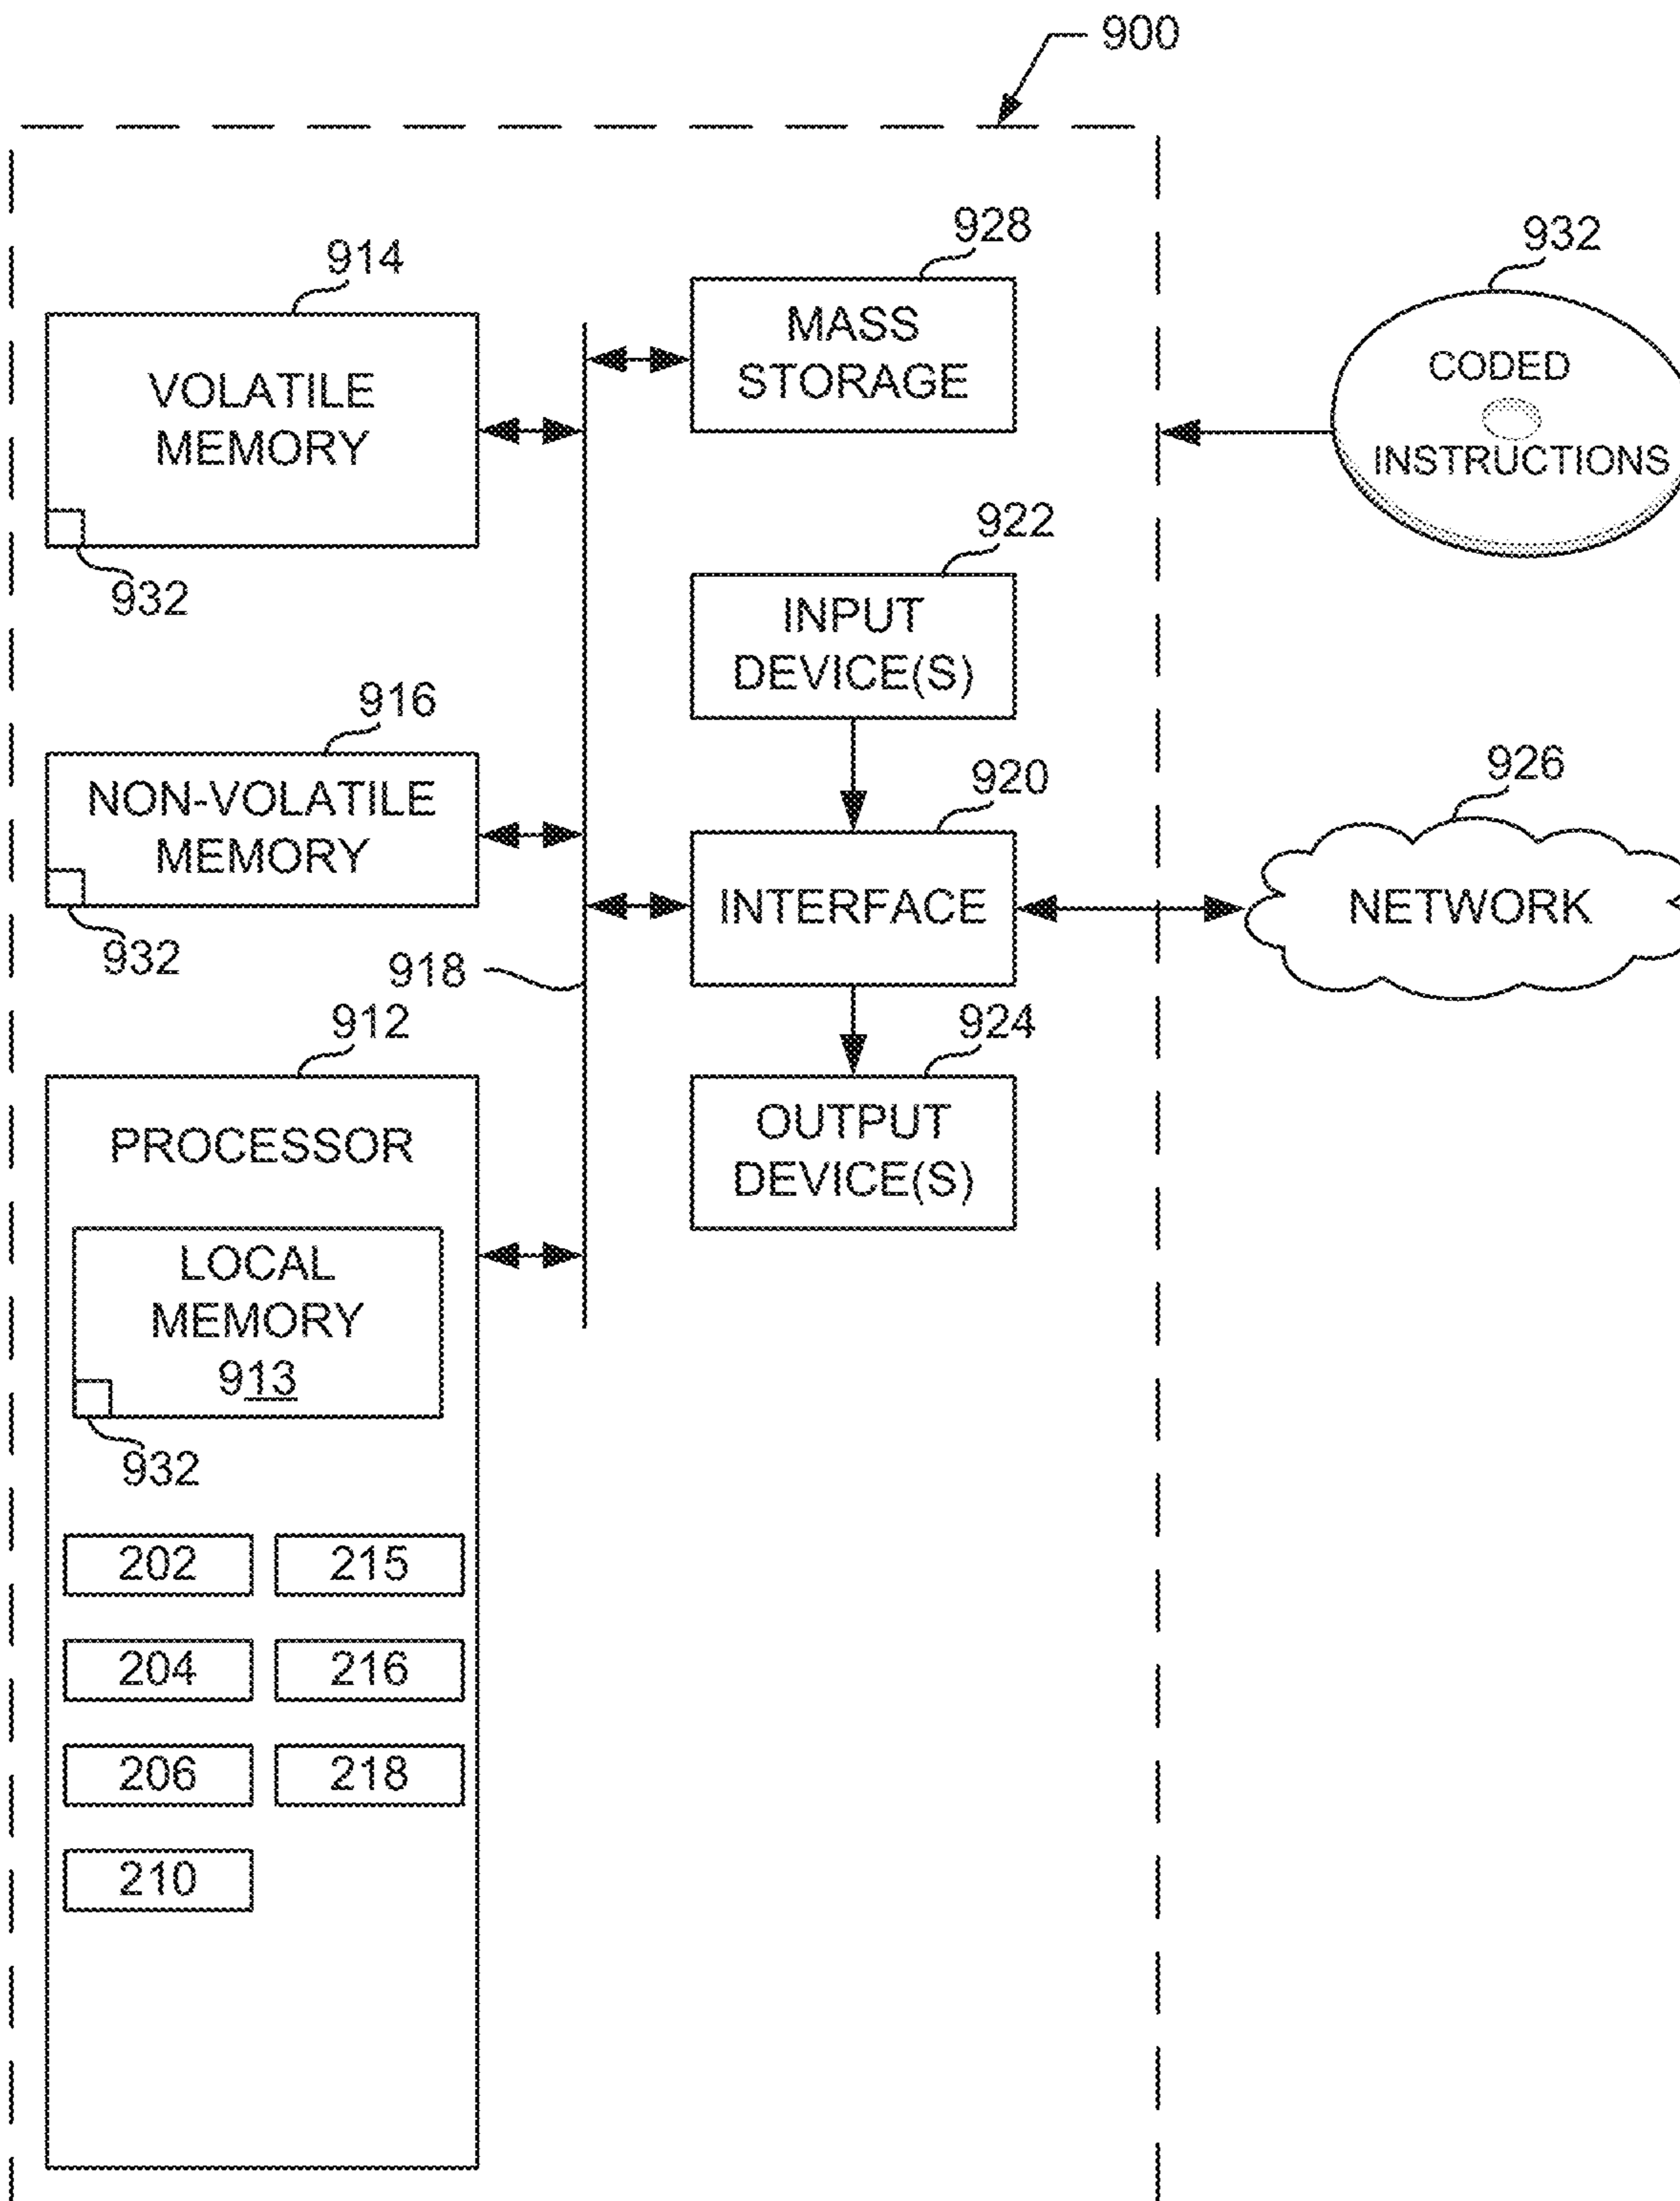 900
928
914
932
MASS
STORAGE
VOLATILE
MEMORY
CODED
INSTRUCTIONS
932
922
INPUT
DEVICE(S)
916
920
926
NON-VOLATILE
MEMORY
INTERFACE
NETWORK
932
918
912
924
PROCESSOR
OUTPUT
DEVICE(S)
LOCAL
MEMORY
913
932
202
215
204
216
206
218
210